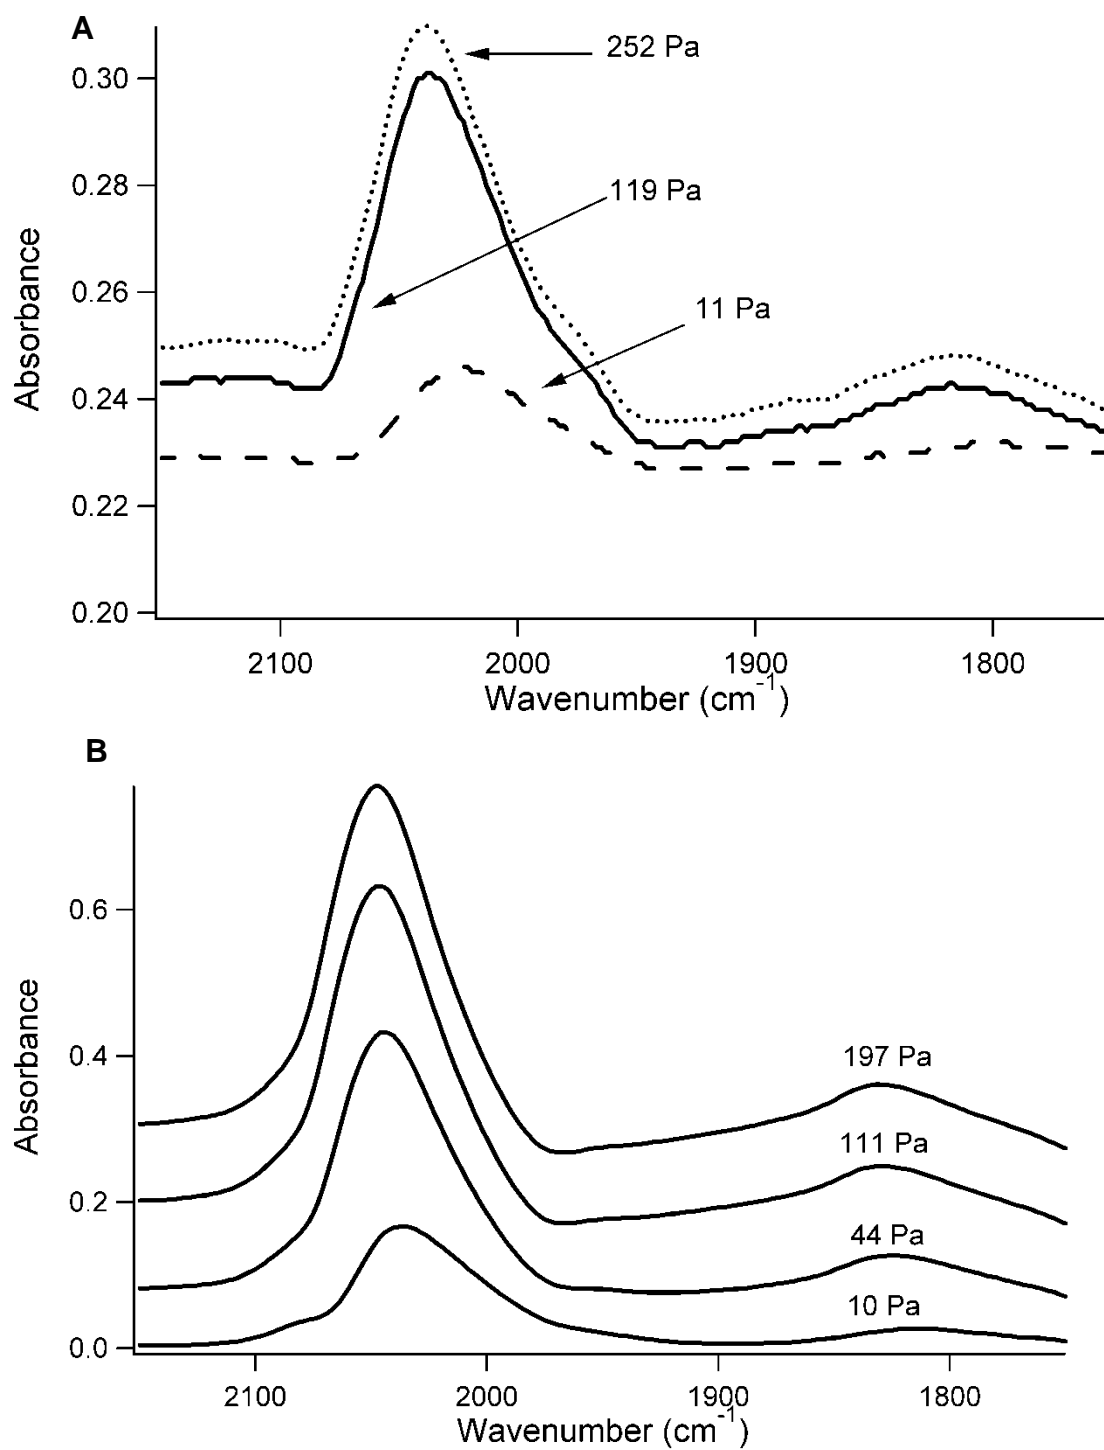 A
252 Pa
0.30
0.28
119 Pa
0.26
11 Pa
0.24
0.22
0.20
Absorbance
2100 2000 1900 1800
Wavenumber (cm-1)
B
0.6
197 Pa
0.4
111 Pa
0.2
44 Pa
10 Pa
0.0
Absorbance
2100 2000 1900 1800
Wavenumber (cm-1)